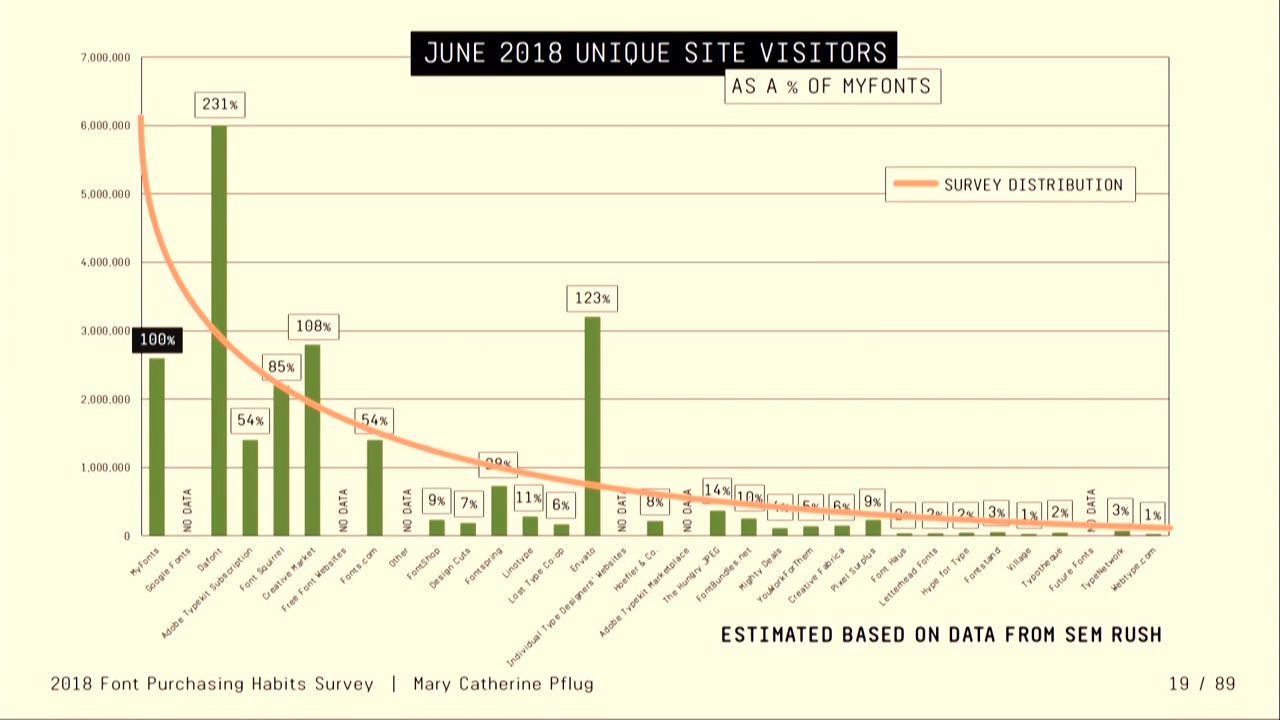 JUNE 2018 UNIQUE SITE VISITORS
AS A % OF MYFONTS
SURVEY DISTRIBUTION
7,000,000
6,000,000
5,000,000
4,000,000
3,000,000
2,000,000
1,000,000
0
100%
NO DATA
231%
54%
85%
108%
NO DATA
54%
NO DATA
9%
7%
11%
6%
123%
NO DATA
8%
NO DATA
14%
10%
5%
6%
9%
2%
2%
3%
1%
2%
NO DATA
3%
1%
MyFonts
Google Fonts
Dafont
Adobe Typekit Subscription
Font Squirrel
Creative Market
Free Font Websites
Fonts.com
Other
FontShop
Design Cuts
Fontspring
Linotype
Lost Type Co-op
Envato
Individual Type Designers' Websites
Hoefler & Co.
Adobe Typekit Marketplace
The Hungry JPEG
FontBundles.net
Mighty Deals
YouWorkForThem
Creative Fabrica
Pixel Surplus
Font Haus
Letterhead Fonts
Hype for Type
Fontstand
Village
Typotheque
Future Fonts
TypeNetwork
Webtype.com
ESTIMATED BASED ON DATA FROM SEM RUSH
2018 Font Purchasing Habits Survey | Mary Catherine Pflug
19 / 89